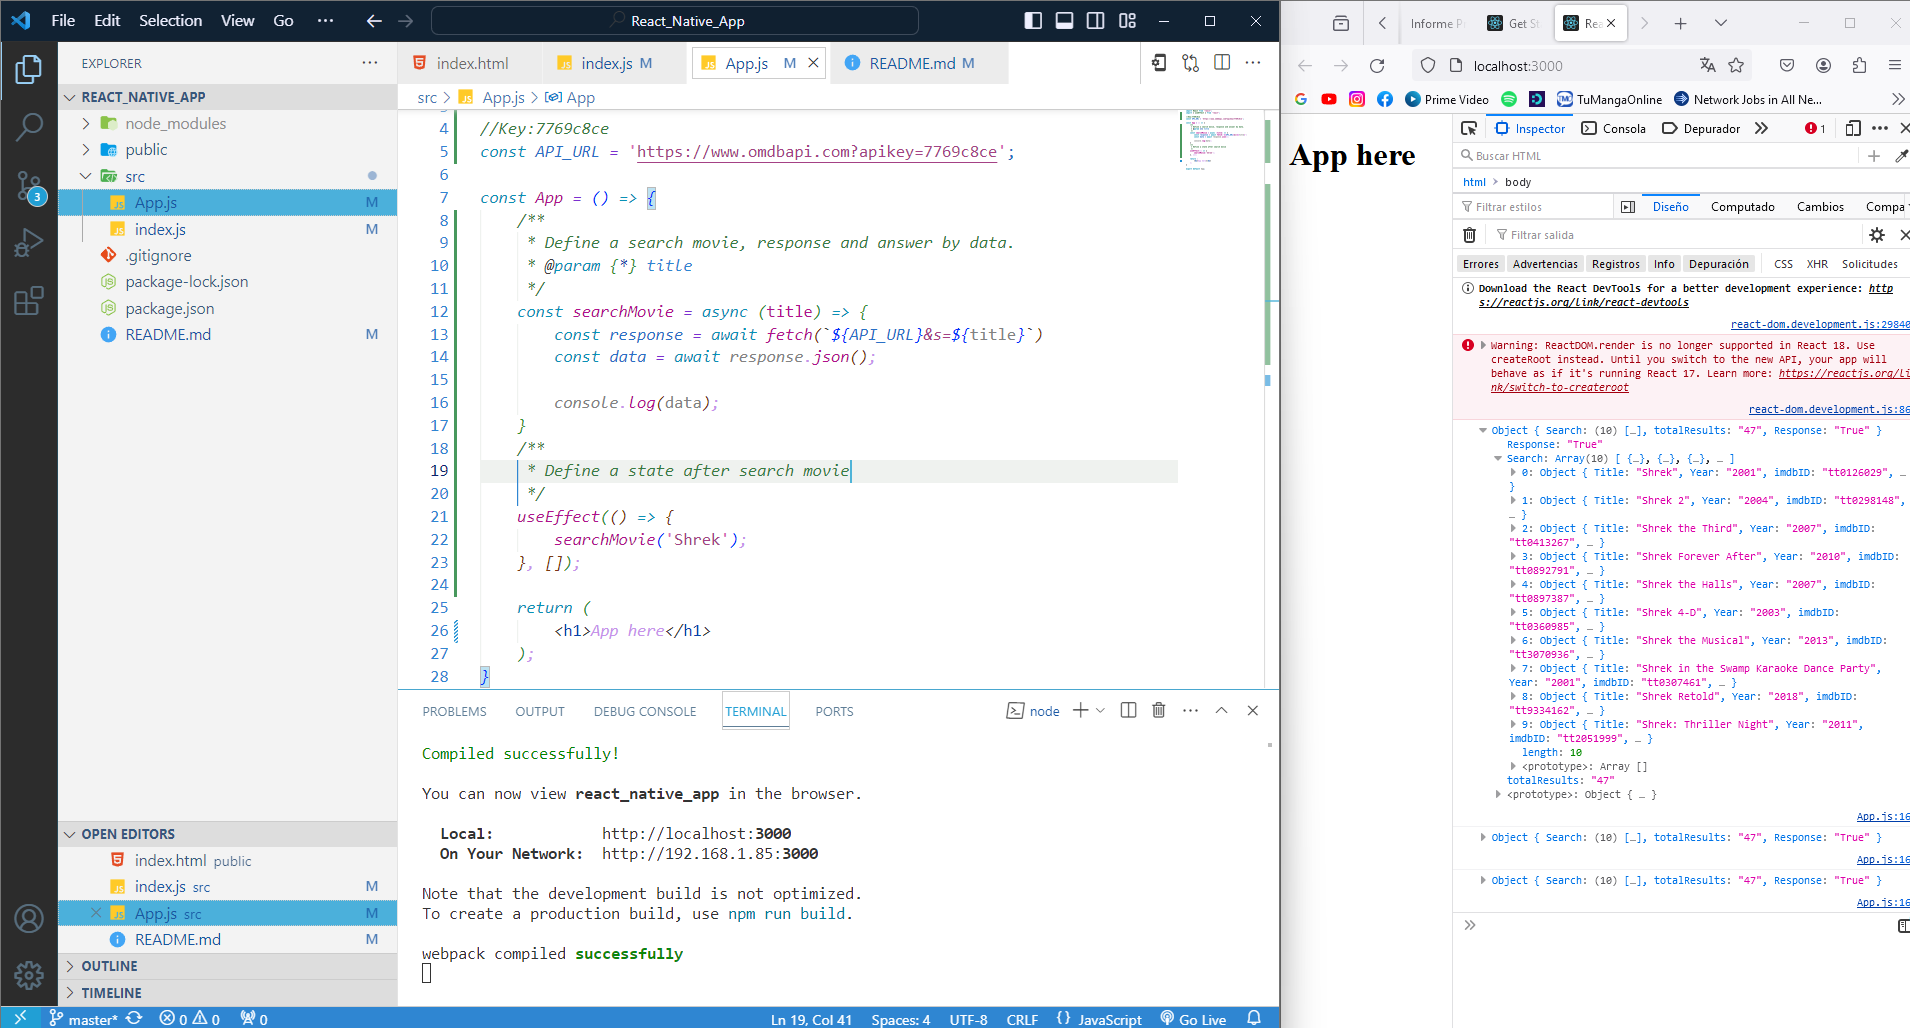 File Edit Selection View Go ··· React_Native_App
EXPLORER
REACT_NATIVE_APP
node_modules
public
src
App.js M
index.js M
.gitignore
package-lock.json
package.json
README.md M
3
OPEN EDITORS
index.html public
index.js src M
App.js src M
README.md M
OUTLINE
TIMELINE
index.html index.js M App.js M README.md M
src > App.js > App
4 //Key:7769c8ce
5 const API_URL = 'https://www.omdbapi.com?apikey=7769c8ce';
6
7 const App = () => {
8 /**
9 * Define a search movie, response and answer by data.
10 * @param {*} title
11 */
12 const searchMovie = async (title) => {
13 const response = await fetch(`${API_URL}&s=${title}`)
14 const data = await response.json();
15
16 console.log(data);
17 }
18 /**
19 * Define a state after search movie
20 */
21 useEffect(() => {
22 searchMovie('Shrek');
23 }, []);
24
25 return (
26 <h1>App here</h1>
27 );
28 }
PROBLEMS OUTPUT DEBUG CONSOLE TERMINAL PORTS node
Compiled successfully!
You can now view react_native_app in the browser.
Local: http://localhost:3000
On Your Network: http://192.168.1.85:3000
Note that the development build is not optimized.
To create a production build, use npm run build.
webpack compiled successfully
master* 0 0 0 Ln 19, Col 41 Spaces: 4 UTF-8 CRLF {} JavaScript Go Live
Informe P Get St Rea
localhost:3000
Prime Video TuMangaOnline Network Jobs in All Ne...
App here
Inspector Consola Depurador 1
Buscar HTML
html > body
Filtrar estilos Diseño Computado Cambios Compa
Filtrar salida
Errores Advertencias Registros Info Depuración CSS XHR Solicitudes
Download the React DevTools for a better development experience: http
s://reactjs.org/link/react-devtools
react-dom.development.js:29840
Warning: ReactDOM.render is no longer supported in React 18. Use
createRoot instead. Until you switch to the new API, your app will
behave as if it's running React 17. Learn more: https://reactjs.org/li
nk/switch-to-createroot
react-dom.development.js:86
Object { Search: (10) […], totalResults: "47", Response: "True" }
Response: "True"
Search: Array(10) [ {…}, {…}, {…}, … ]
0: Object { Title: "Shrek", Year: "2001", imdbID: "tt0126029", …
}
1: Object { Title: "Shrek 2", Year: "2004", imdbID: "tt0298148",
… }
2: Object { Title: "Shrek the Third", Year: "2007", imdbID:
"tt0413267", … }
3: Object { Title: "Shrek Forever After", Year: "2010", imdbID:
"tt0892791", … }
4: Object { Title: "Shrek the Halls", Year: "2007", imdbID:
"tt0897387", … }
5: Object { Title: "Shrek 4-D", Year: "2003", imdbID:
"tt0360985", … }
6: Object { Title: "Shrek the Musical", Year: "2013", imdbID:
"tt3070936", … }
7: Object { Title: "Shrek in the Swamp Karaoke Dance Party",
Year: "2001", imdbID: "tt0307461", … }
8: Object { Title: "Shrek Retold", Year: "2018", imdbID:
"tt9334162", … }
9: Object { Title: "Shrek: Thriller Night", Year: "2011",
imdbID: "tt2051999", … }
length: 10
<prototype>: Array []
totalResults: "47"
<prototype>: Object { … }
App.js:16
Object { Search: (10) […], totalResults: "47", Response: "True" }
App.js:16
Object { Search: (10) […], totalResults: "47", Response: "True" }
App.js:16